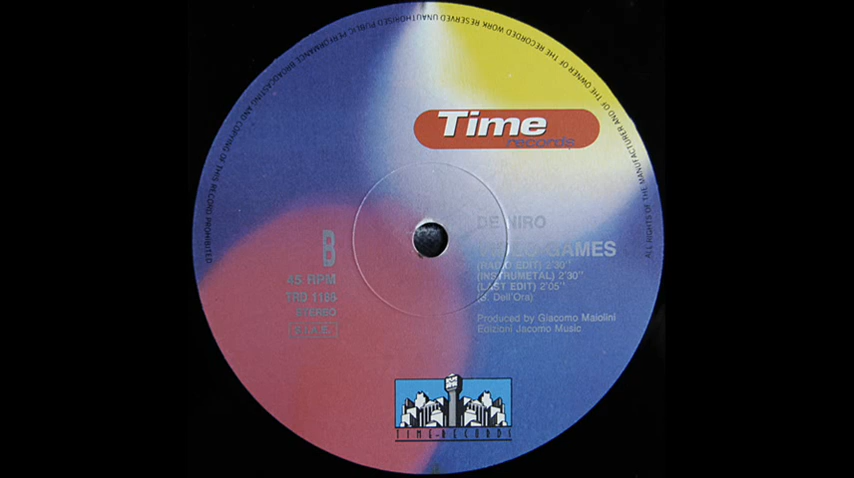 ALL RIGHTS OF THE MANUFACTURER AND OF THE OWNER OF THE RECORDED WORK RESERVED UNAUTHORISED PUBLIC PERFORMANCE BROADCASTING AND COPYING OF THIS RECORD PROHIBITED
Time
records
DE NIRO
GAMES
(RADIO EDIT) 2'30''
(INSTRUMETAL) 2'30''
(LAST EDIT) 2'05''
(S. Dell'Ora)
Produced by Giacomo Maiolini
Edizioni Jacomo Music
B
45 RPM
TRD 1186
STEREO
S.I.A.E.
TIME-RECORDS